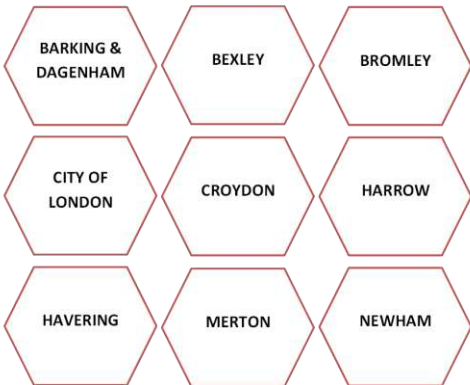 BARKING &
DAGENHAM
BEXLEY
BROMLEY
CITY OF
LONDON
CROYDON
HARROW
HAVERING
MERTON
NEWHAM